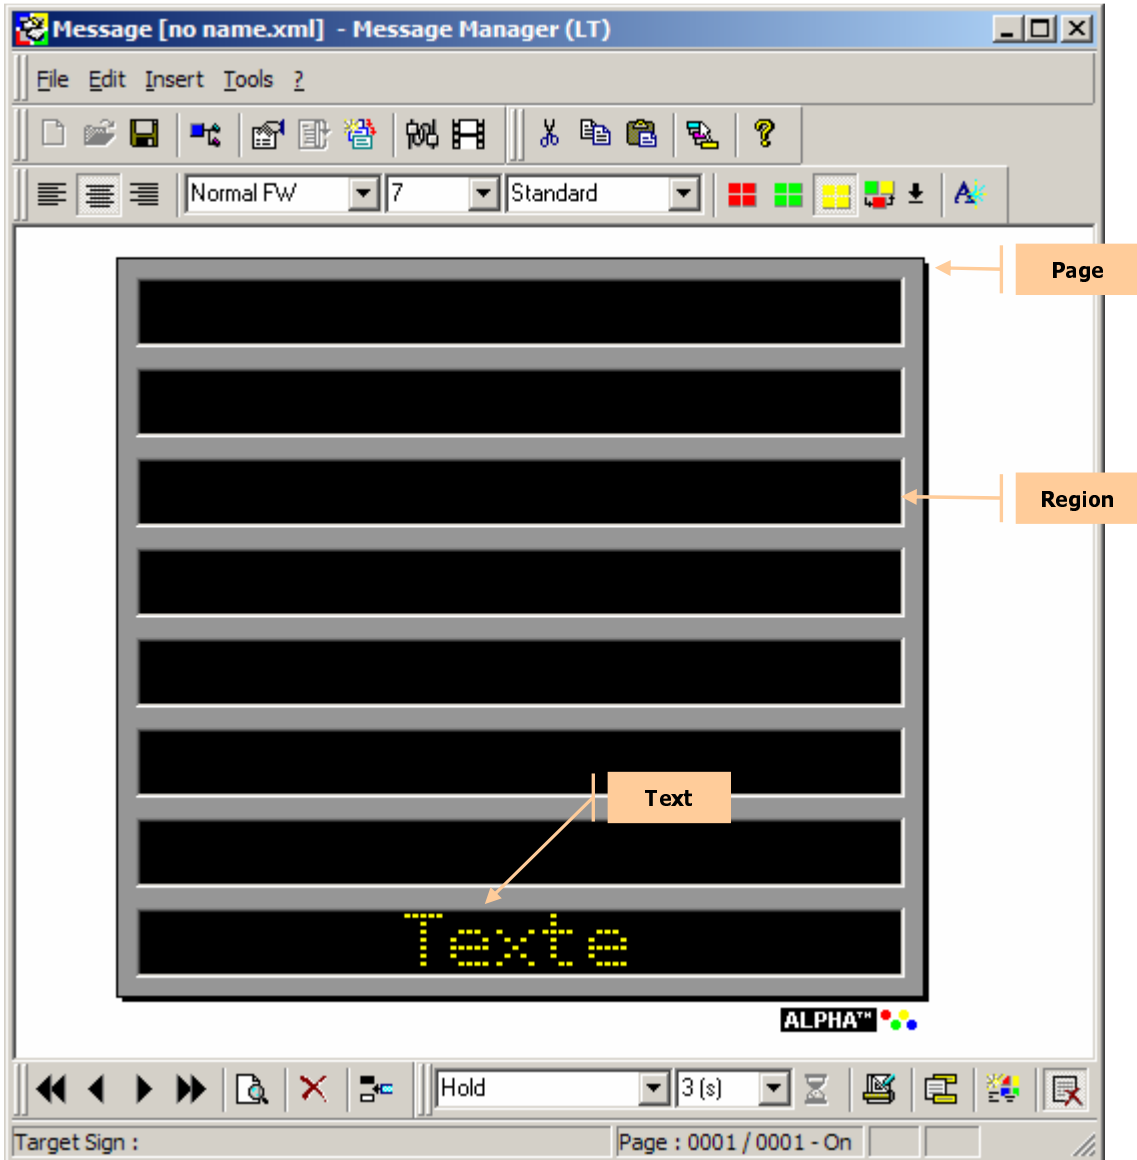 Message [no name.xml] - Message Manager (LT)
File Edit Insert Tools ?
Normal FW 7 Standard
Page
Region
Text
Texte
ALPHA™
Hold 3 (s)
Target Sign : Page : 0001 / 0001 - On